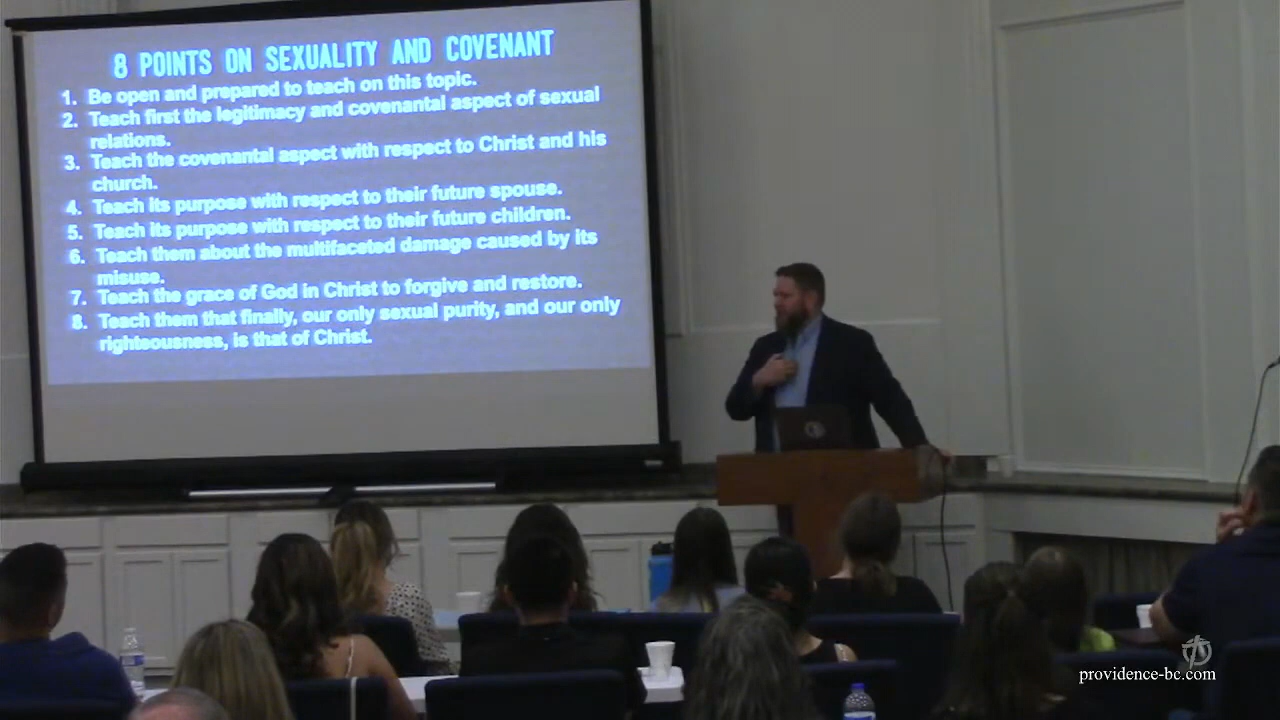 8 POINTS ON SEXUALITY AND COVENANT
1. Be open and prepared to teach on this topic.
2. Teach first the legitimacy and covenantal aspect of sexual
relations.
3. Teach the covenantal aspect with respect to Christ and his
church.
4. Teach its purpose with respect to their future spouse.
5. Teach its purpose with respect to their future children.
6. Teach them about the multifaceted damage caused by its
misuse.
7. Teach the grace of God in Christ to forgive and restore.
8. Teach them that finally, our only sexual purity, and our only
righteousness, is that of Christ.
providence-bc.com